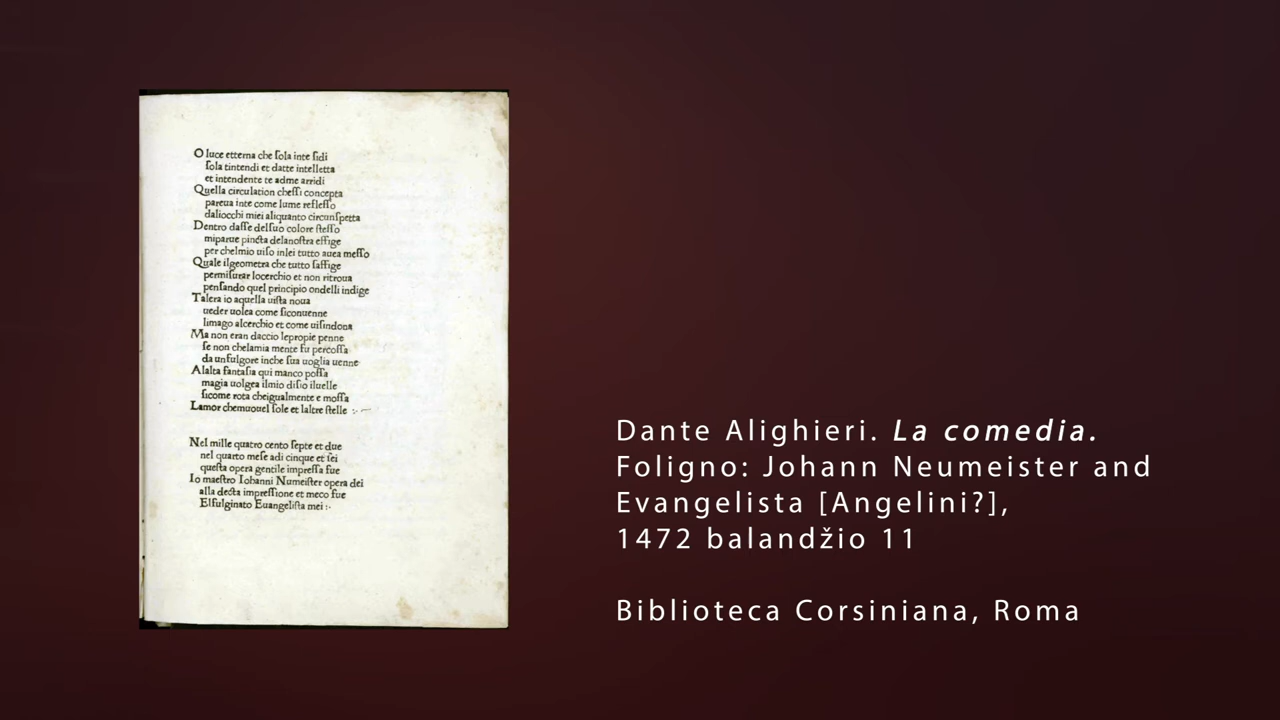 O luce etterna che ſola inte ſidi
ſola tintendi et datte intelletta
et intendente te adme arridi
Quella circulation cheſſi concepta
pareua inte come lume refleſſo
daliocchi miei aliquanto circunſpetta
Dentro daſſe delſuo colore ſteſſo
miparue pincta delanoſtra effige
per chelmio uiſo inlei tutto auea meſſo
Quale ilgeometra che tutto ſaffige
permiſurar locerchio et non ritroua
penſando quel principio ondelli indige
Talera io aquella uiſta noua
ueder uolea come ſiconuenne
limago alcerchio et come uiſindoua
Ma non eran daccio lepropie penne
ſe non chelamia mente fu percoſſa
da unfulgore inche ſua uoglia uenne
Alalta fantaſia qui manco poſſa
magia uolgea ilmio diſio iluelle
ſicome rota cheigualmente e moſſa
Lamor chemuouel ſole et laltre ſtelle
Nel mille quatro cento ſepte et due
nel quarto meſe adi cinque et ſei
queſta opera gentile impreſſa fue
Io maeſtro Iohanni Numeiſter opera dei
alla decta impreſſione et meco fue
Elfulginato Euangeliſta mei :·
Dante Alighieri. La comedia.
Foligno: Johann Neumeister and
Evangelista [Angelini?],
1472 balandžio 11
Biblioteca Corsiniana, Roma